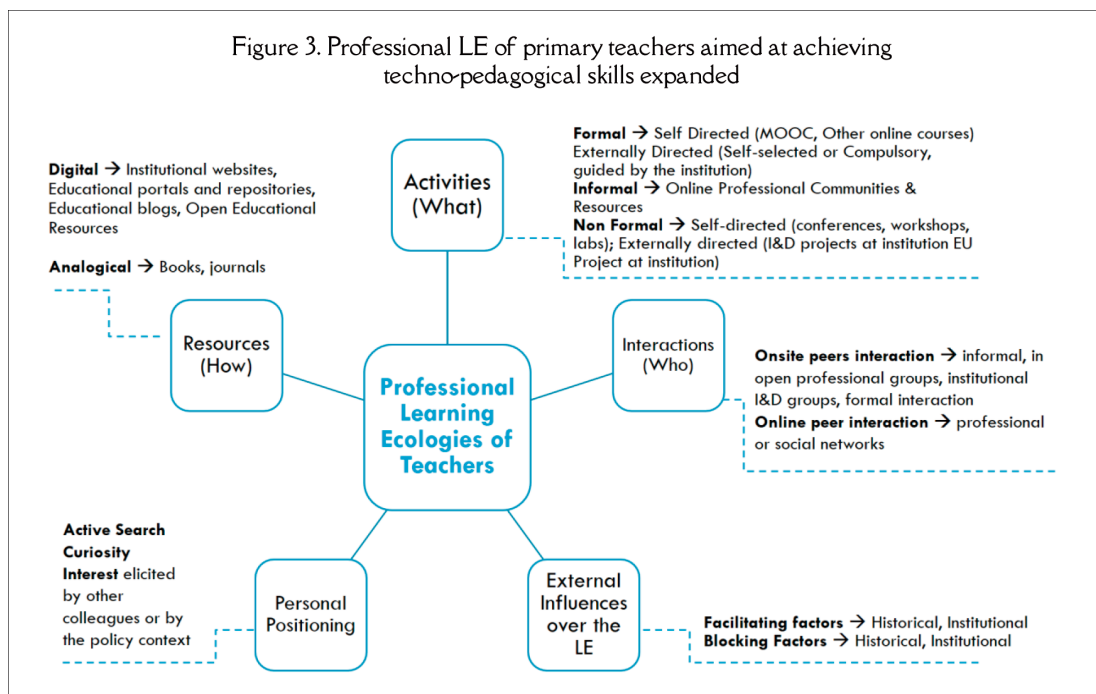 Figure 3. Professional LE of primary teachers aimed at achieving
techno-pedagogical skills expanded
Digital → Institutional websites,
Educational portals and repositories,
Educational blogs, Open Educational
Resources
Analogical → Books, journals
Activities
(What)
Formal → Self Directed (MOOC, Other online courses)
Externally Directed (Self-selected or Compulsory,
guided by the institution)
Informal → Online Professional Communities &
Resources
Non Formal → Self-directed (conferences, workshops,
labs); Externally directed (I&D projects at institution EU
Project at institution)
Resources
(How)
Interactions
(Who)
Onsite peers interaction → informal, in
open professional groups, institutional
I&D groups, formal interaction
Online peer interaction → professional
or social networks
Professional
Learning
Ecologies of
Teachers
Active Search
Curiosity
Interest elicited
by other
colleagues or by
the policy context
Personal
Positioning
External
Influences
over the
LE
Facilitating factors → Historical, Institutional
Blocking Factors → Historical, Institutional